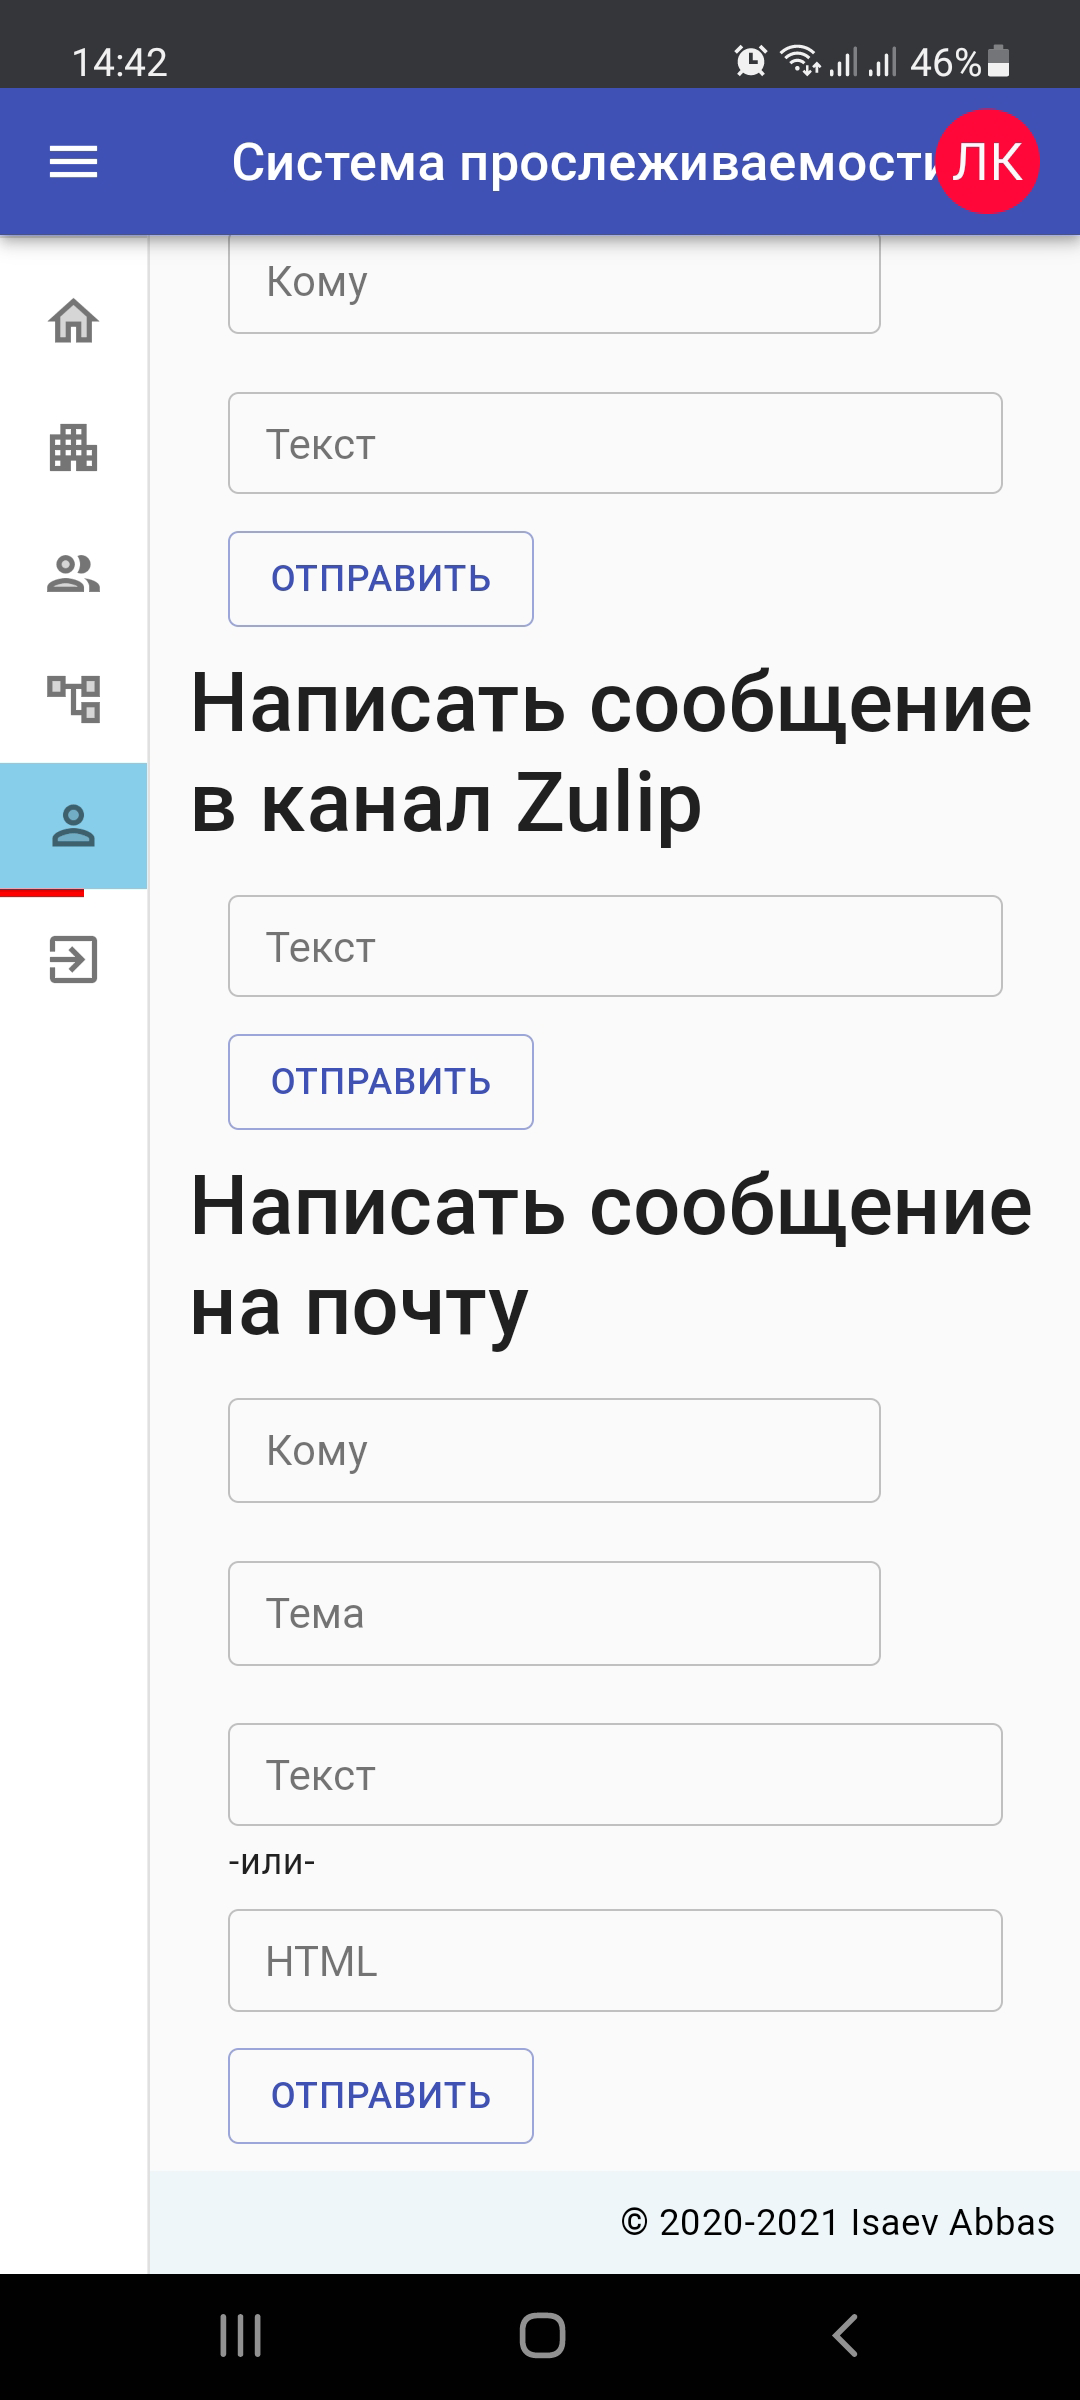 14:42
46%
Система прослеживаемости
ЛК
Кому
Текст
ОТПРАВИТЬ
Написать сообщение
в канал Zulip
Текст
ОТПРАВИТЬ
Написать сообщение
на почту
Кому
Тема
Текст
-или-
HTML
ОТПРАВИТЬ
© 2020-2021 Isaev Abbas